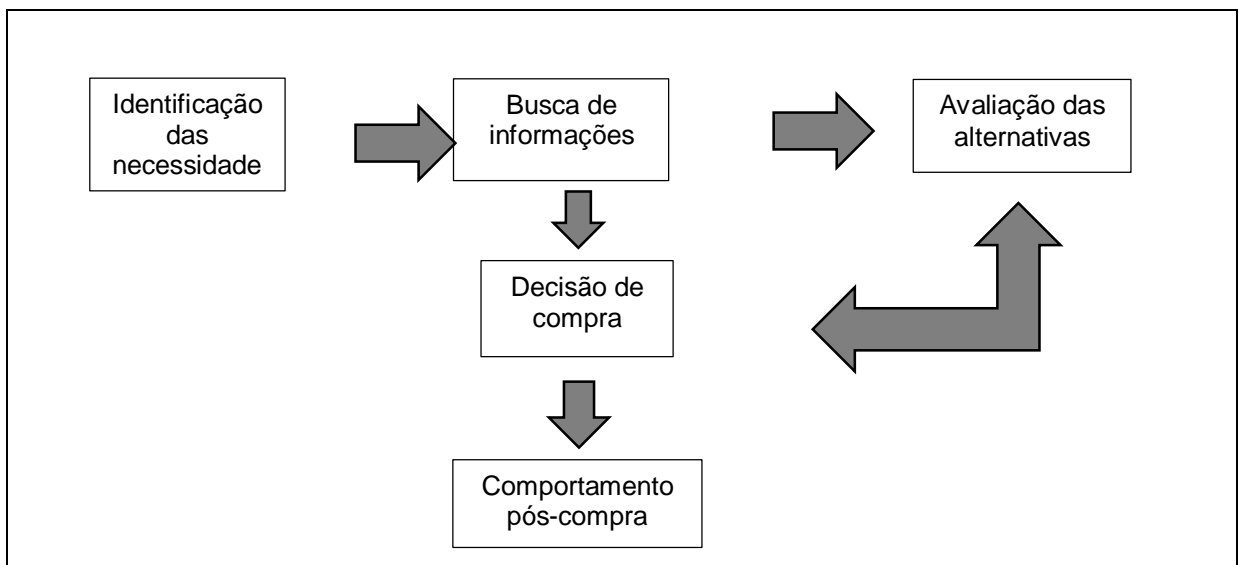 Identificação
das
necessidade
Busca de
informações
Avaliação das
alternativas
Decisão de
compra
Comportamento
pós-compra